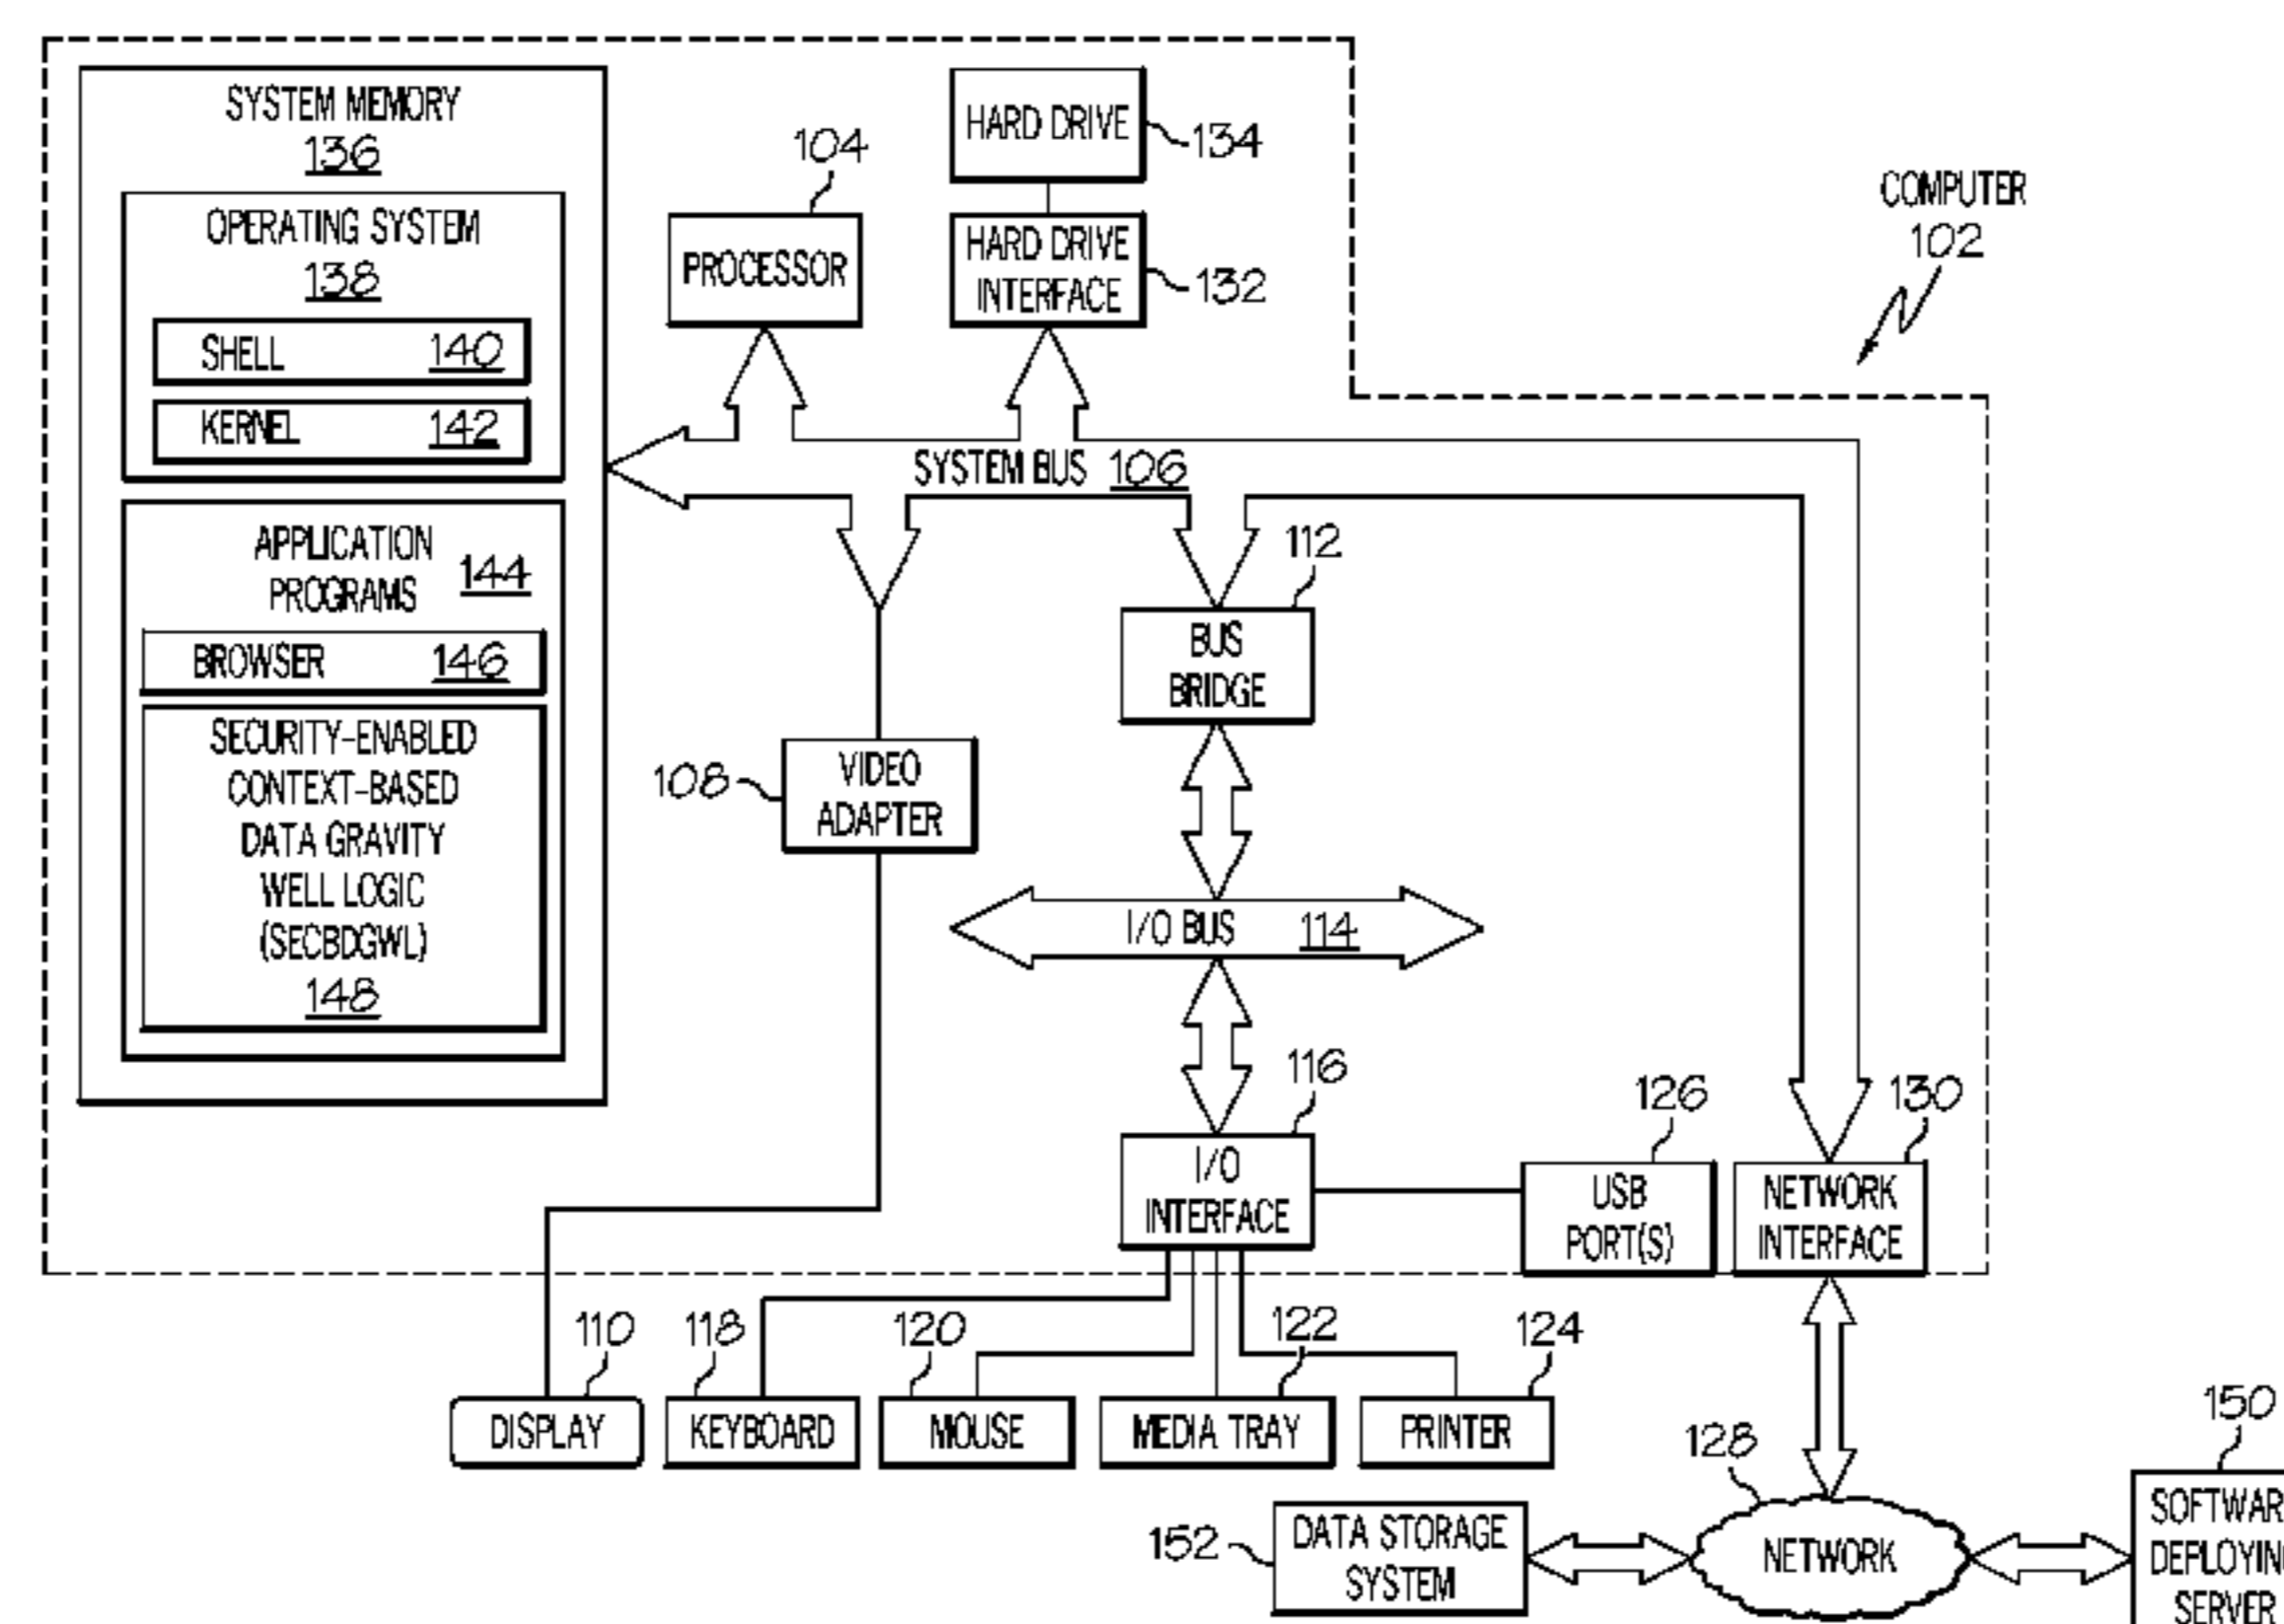 SYSTEM MEMORY
136
OPERATING SYSTEM
138
SHELL 140
KERNEL 142
APPLICATION
PROGRAMS 144
BROWSER 146
SECURITY-ENABLED
CONTEXT-BASED
DATA GRAVITY
WELL LOGIC
(SECBDGWL)
148
104
PROCESSOR
HARD DRIVE
134
HARD DRIVE
INTERFACE
132
COMPUTER
102
SYSTEM BUS 106
112
BUS
BRIDGE
108
VIDEO
ADAPTER
I/O BUS 114
116
I/O
INTERFACE
126
USB
PORT(S)
130
NETWORK
INTERFACE
110
DISPLAY
118
KEYBOARD
120
MOUSE
122
MEDIA TRAY
124
PRINTER
152
DATA STORAGE
SYSTEM
128
NETWORK
150
SOFTWAR
DEPLOYIN
SERVER